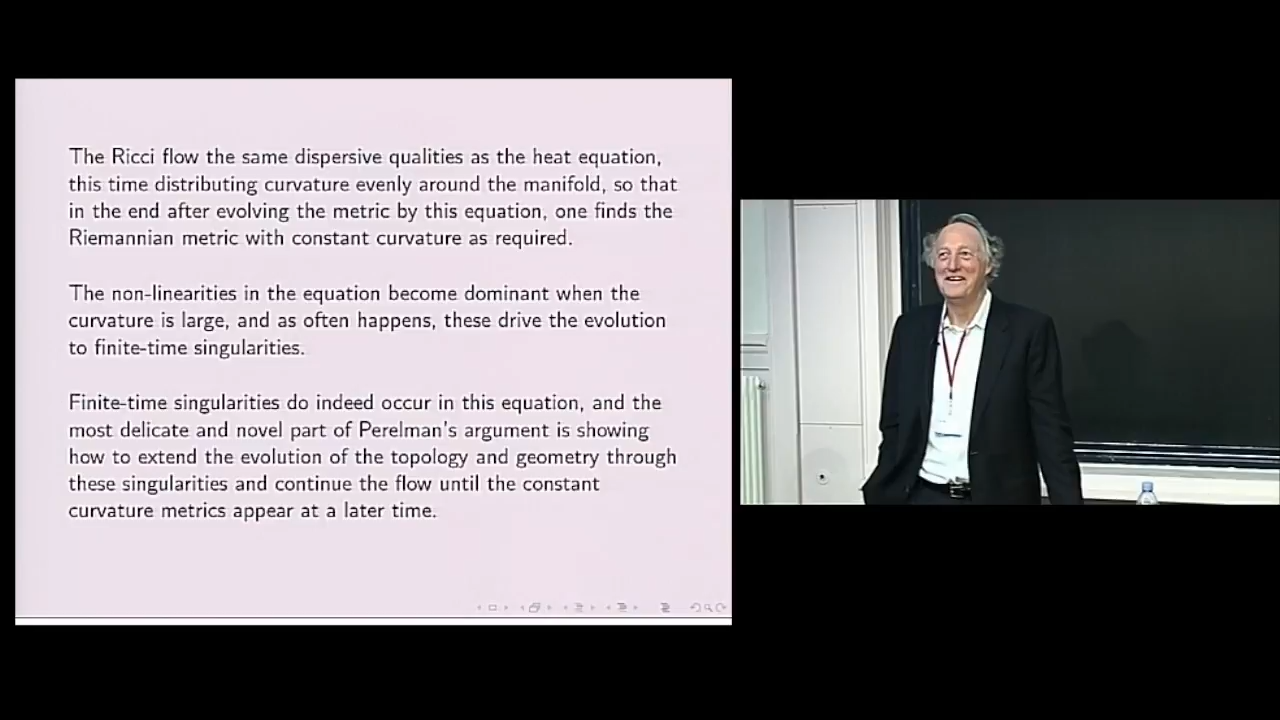 The Ricci flow the same dispersive qualities as the heat equation,
this time distributing curvature evenly around the manifold, so that
in the end after evolving the metric by this equation, one finds the
Riemannian metric with constant curvature as required.
The non-linearities in the equation become dominant when the
curvature is large, and as often happens, these drive the evolution
to finite-time singularities.
Finite-time singularities do indeed occur in this equation, and the
most delicate and novel part of Perelman's argument is showing
how to extend the evolution of the topology and geometry through
these singularities and continue the flow until the constant
curvature metrics appear at a later time.